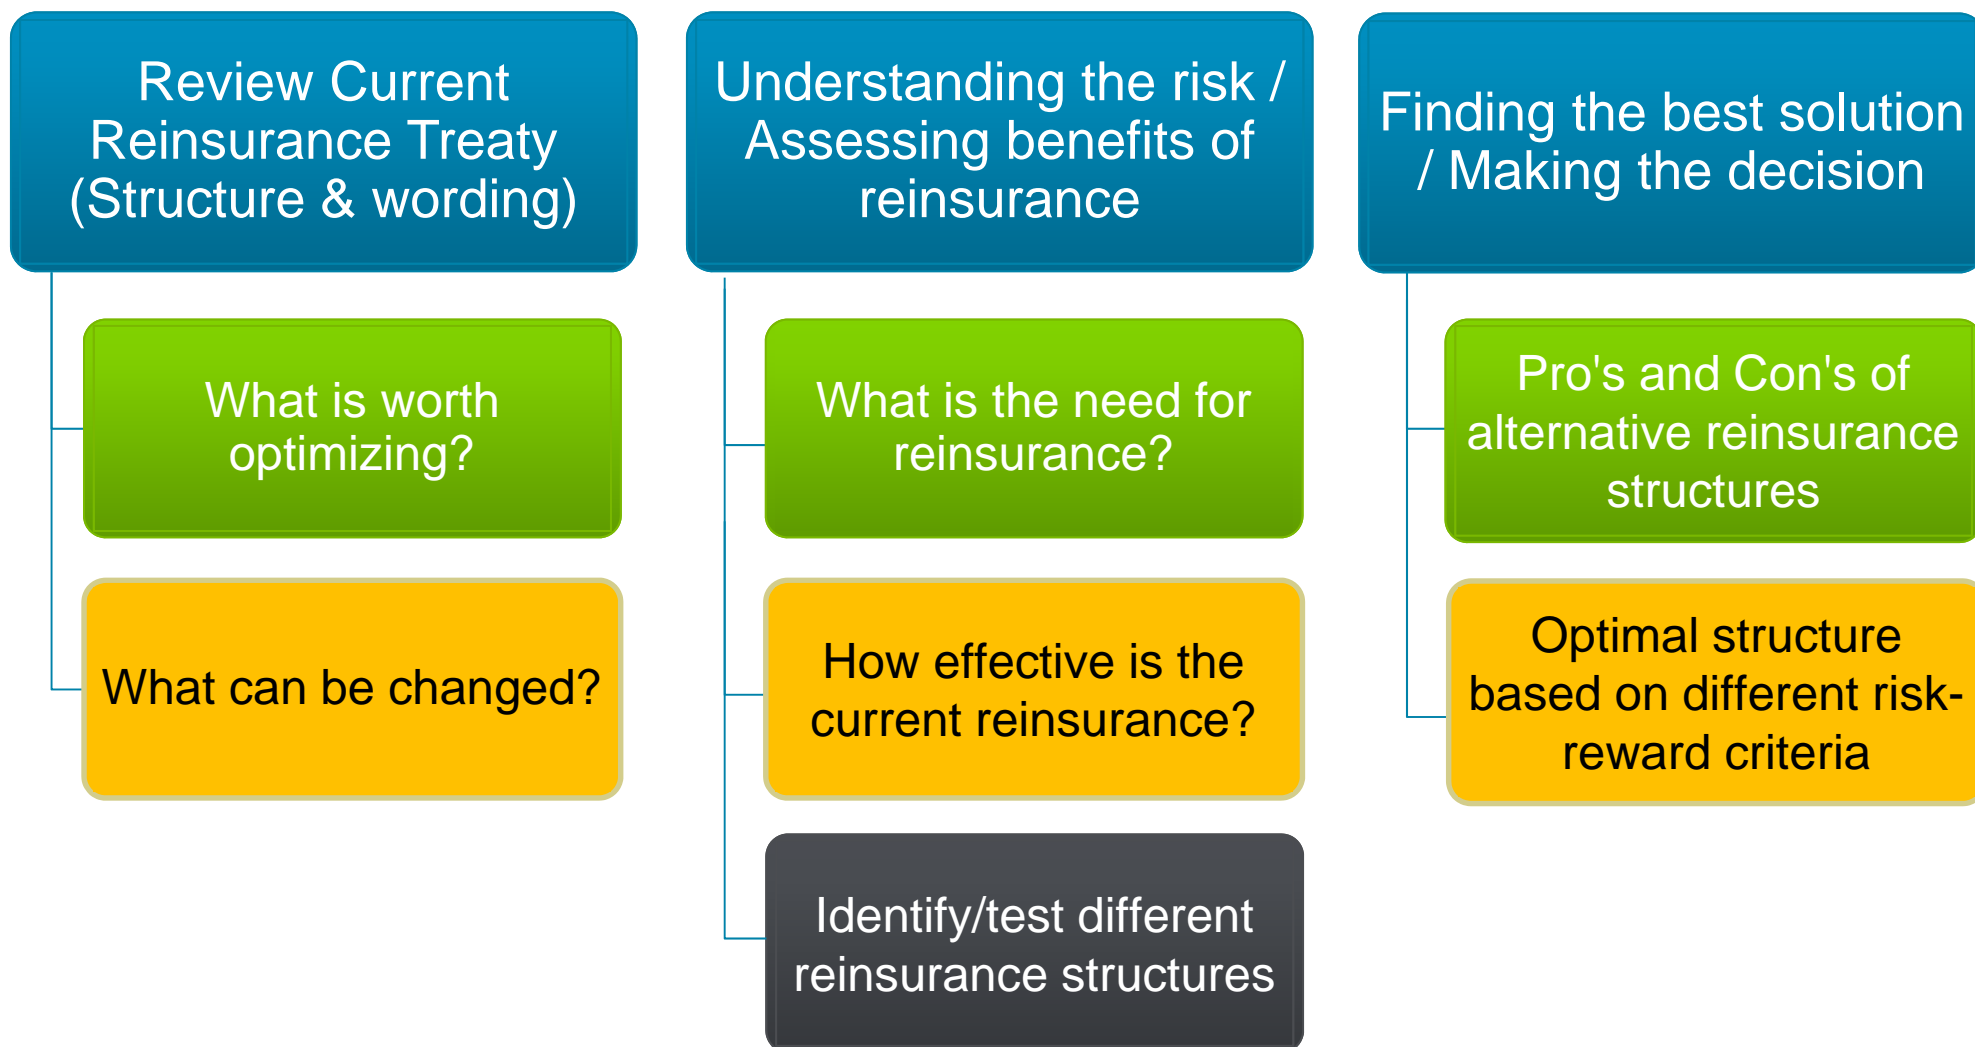 Review Current
Reinsurance Treaty
(Structure & wording)
What is worth
optimizing?
What can be changed?
Understanding the risk /
Assessing benefits of
reinsurance
What is the need for
reinsurance?
How effective is the
current reinsurance?
Identify/test different
reinsurance structures
Finding the best solution
/ Making the decision
Pro's and Con's of
alternative reinsurance
structures
Optimal structure
based on different risk-
reward criteria